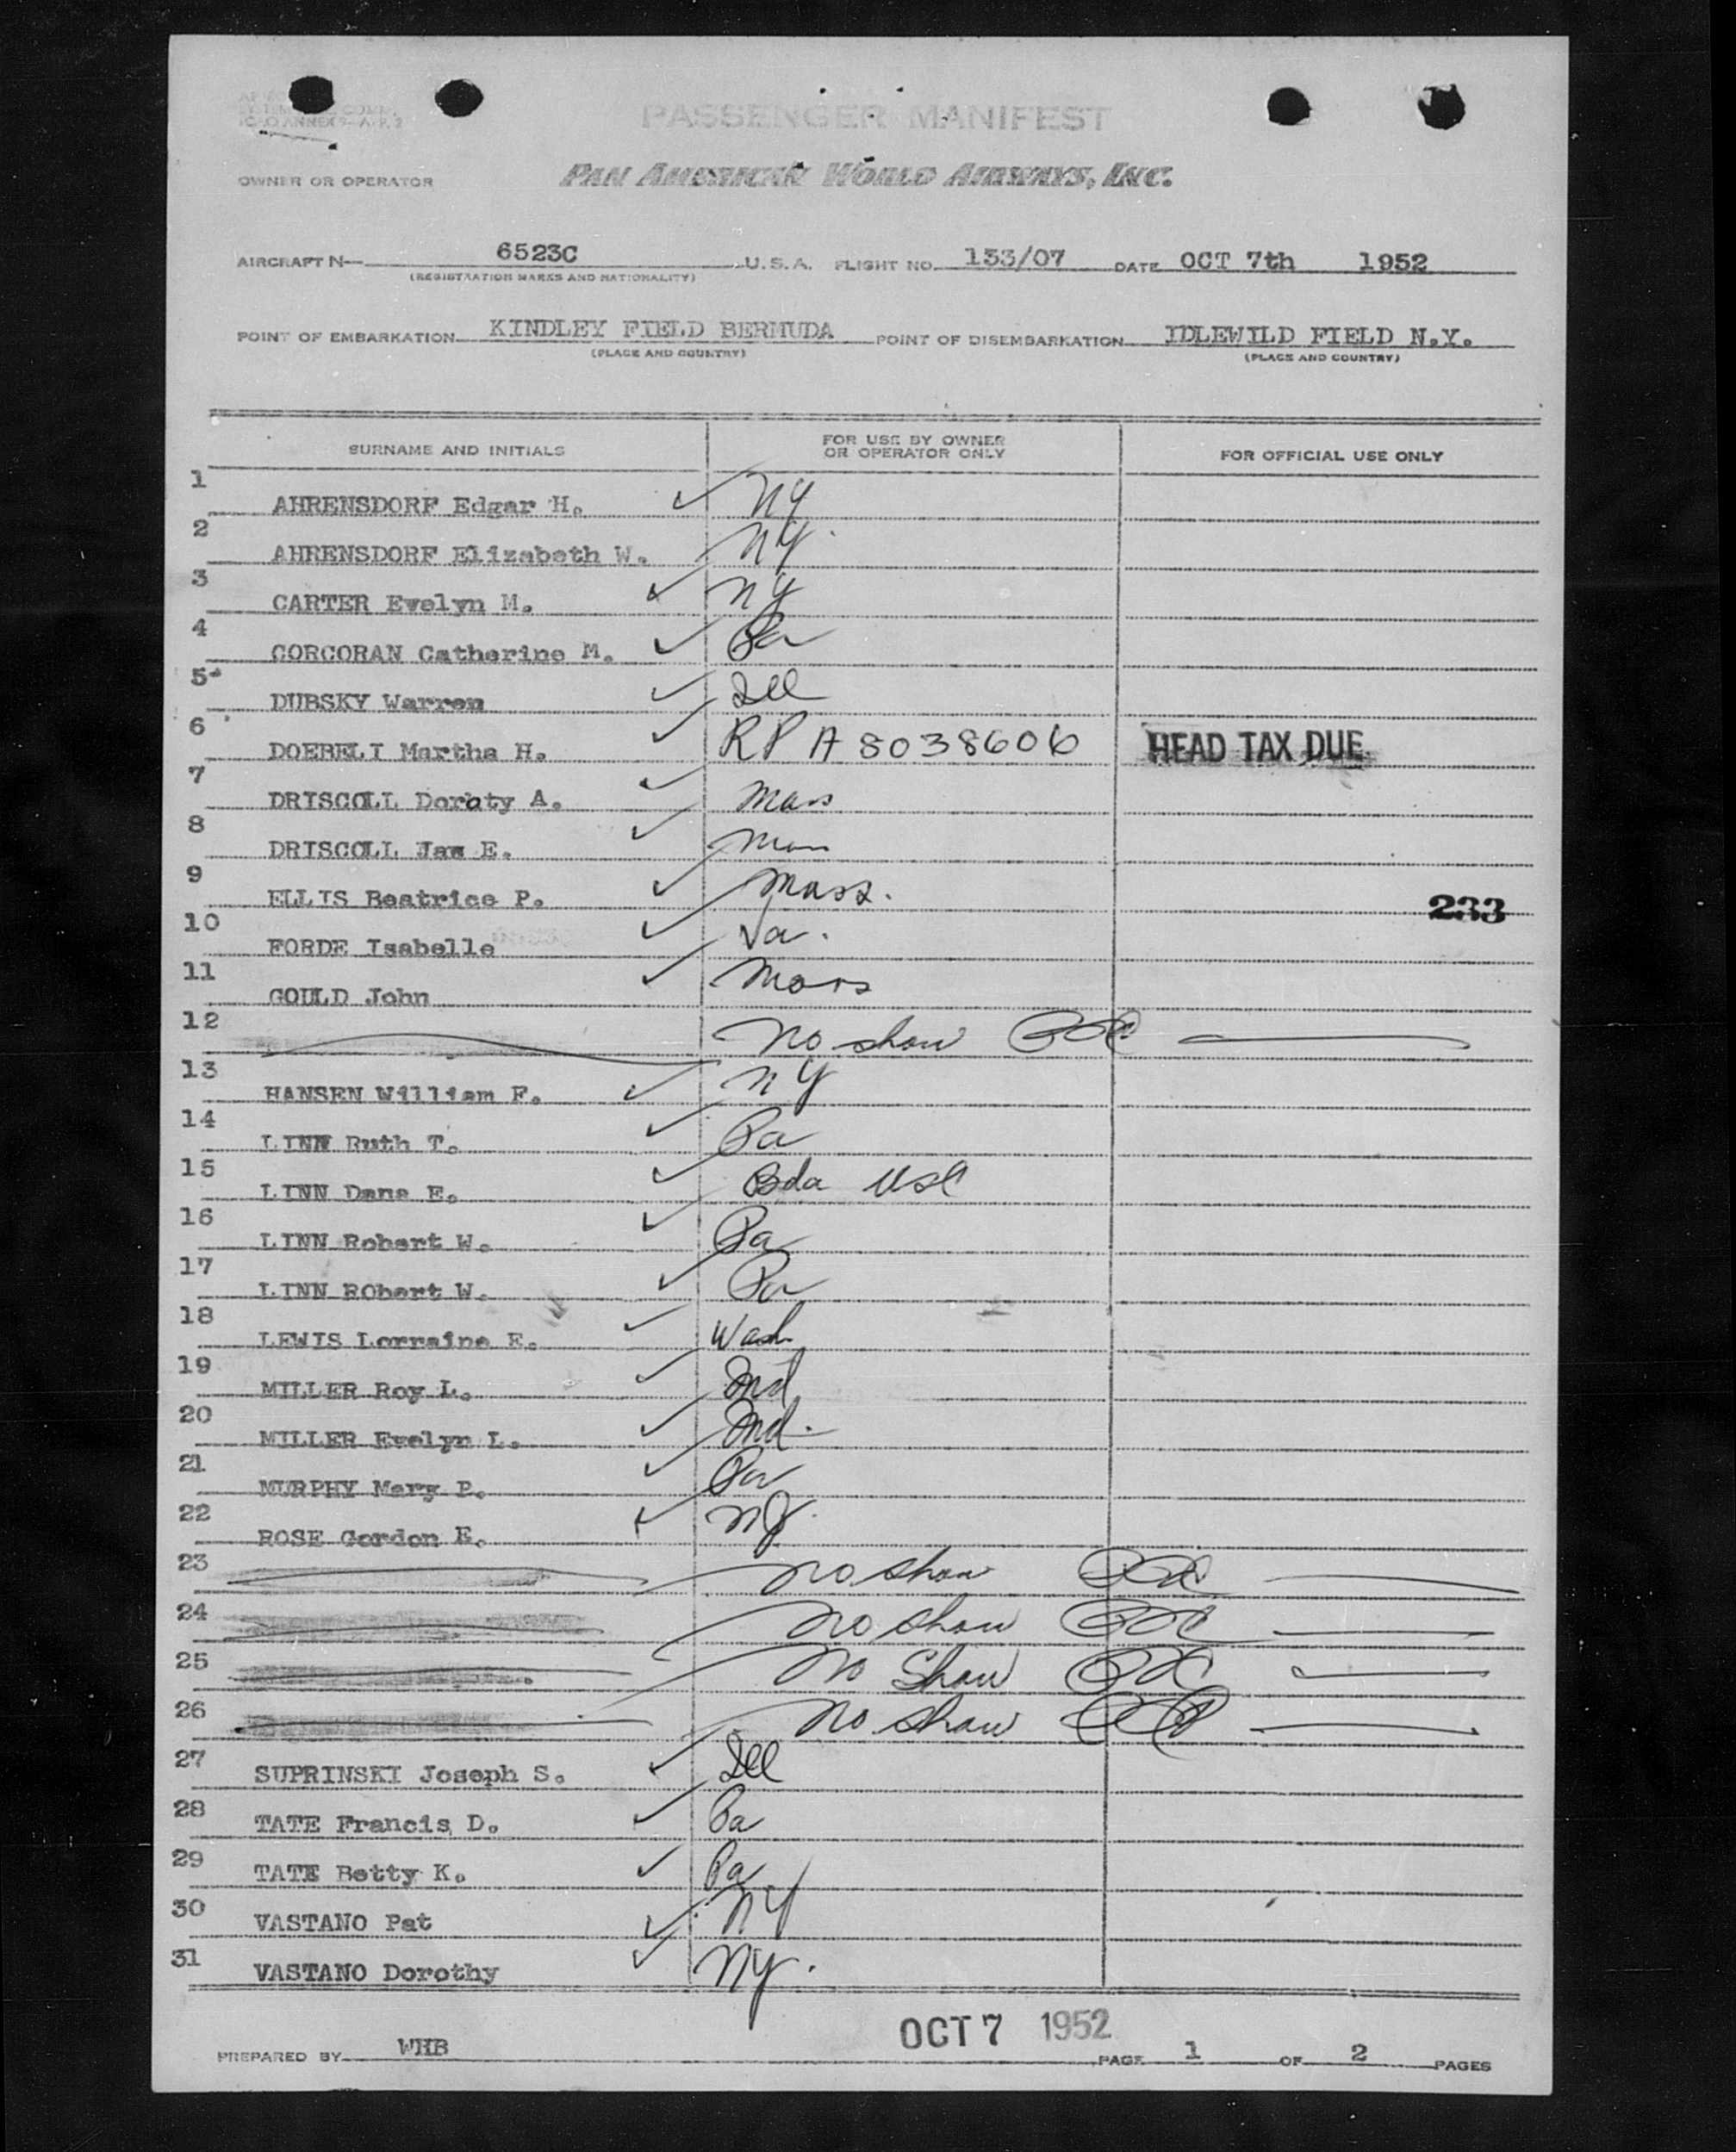 PASSENGER MANIFEST
OWNER OR OPERATOR PAN AMERICAN WORLD AIRWAYS, INC.
AIRCRAFT N- 6523C U.S.A. FLIGHT NO. 153/07 DATE OCT 7th 1952
(REGISTRATION MARKS AND NATIONALITY)
POINT OF EMBARKATION KINDLEY FIELD BERMUDA POINT OF DISEMBARKATION IDLEWILD FIELD N.Y.
(PLACE AND COUNTRY) (PLACE AND COUNTRY)
SURNAME AND INITIALS FOR USE BY OWNER OR OPERATOR ONLY FOR OFFICIAL USE ONLY
1 AHRENSDORF Edgar H. NY
2 AHRENSDORF Elizabeth W. NY.
3 CARTER Evelyn M. NY
4 CORCORAN Catherine M. Pa
5 DUBSKY Warren Ill
6 DOEBELI Martha H. RP A 8038606 HEAD TAX DUE
7 DRISCOLL Doraty A. Mass
8 DRISCOLL Jaw E. Mass
9 ELLIS Beatrice P. Mass. 233
10 FORDE Isabelle Va.
11 GOULD John Mass
12 No show
13 HANSEN William F. NY
14 LINN Ruth T. Pa
15 LINN Dana E. Bda USC
16 LINN Robert W. Pa
17 LINN RObert W. Pa
18 LEWIS Lorraine E. Wash
19 MILLER Roy L. Ind
20 MILLER Evelyn L. Ind.
21 MURPHY Mary P. Pa
22 ROSE Gordon E. NJ.
23 No show
24 No show
25 No Show
26 No show
27 SUPRINSKI Joseph S. Ill
28 TATE Francis D. Pa
29 TATE Betty K. Pa
30 VASTANO Pat NY
31 VASTANO Dorothy NY.
OCT 7 1952
PREPARED BY WHB PAGE 1 OF 2 PAGES